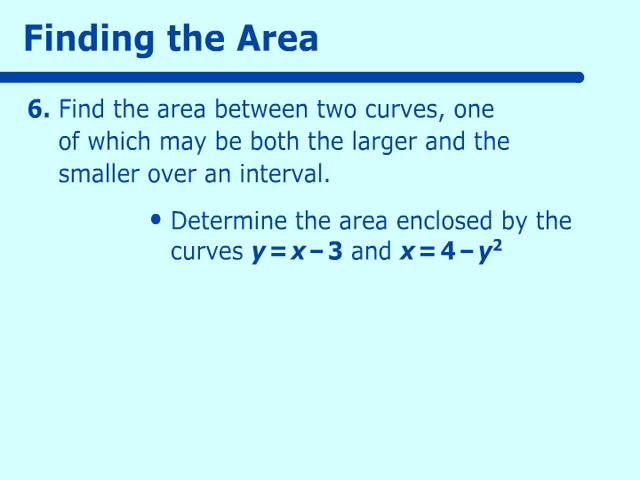 Finding the Area
6. Find the area between two curves, one
of which may be both the larger and the
smaller over an interval.
• Determine the area enclosed by the
curves y = x – 3 and x = 4 – y²